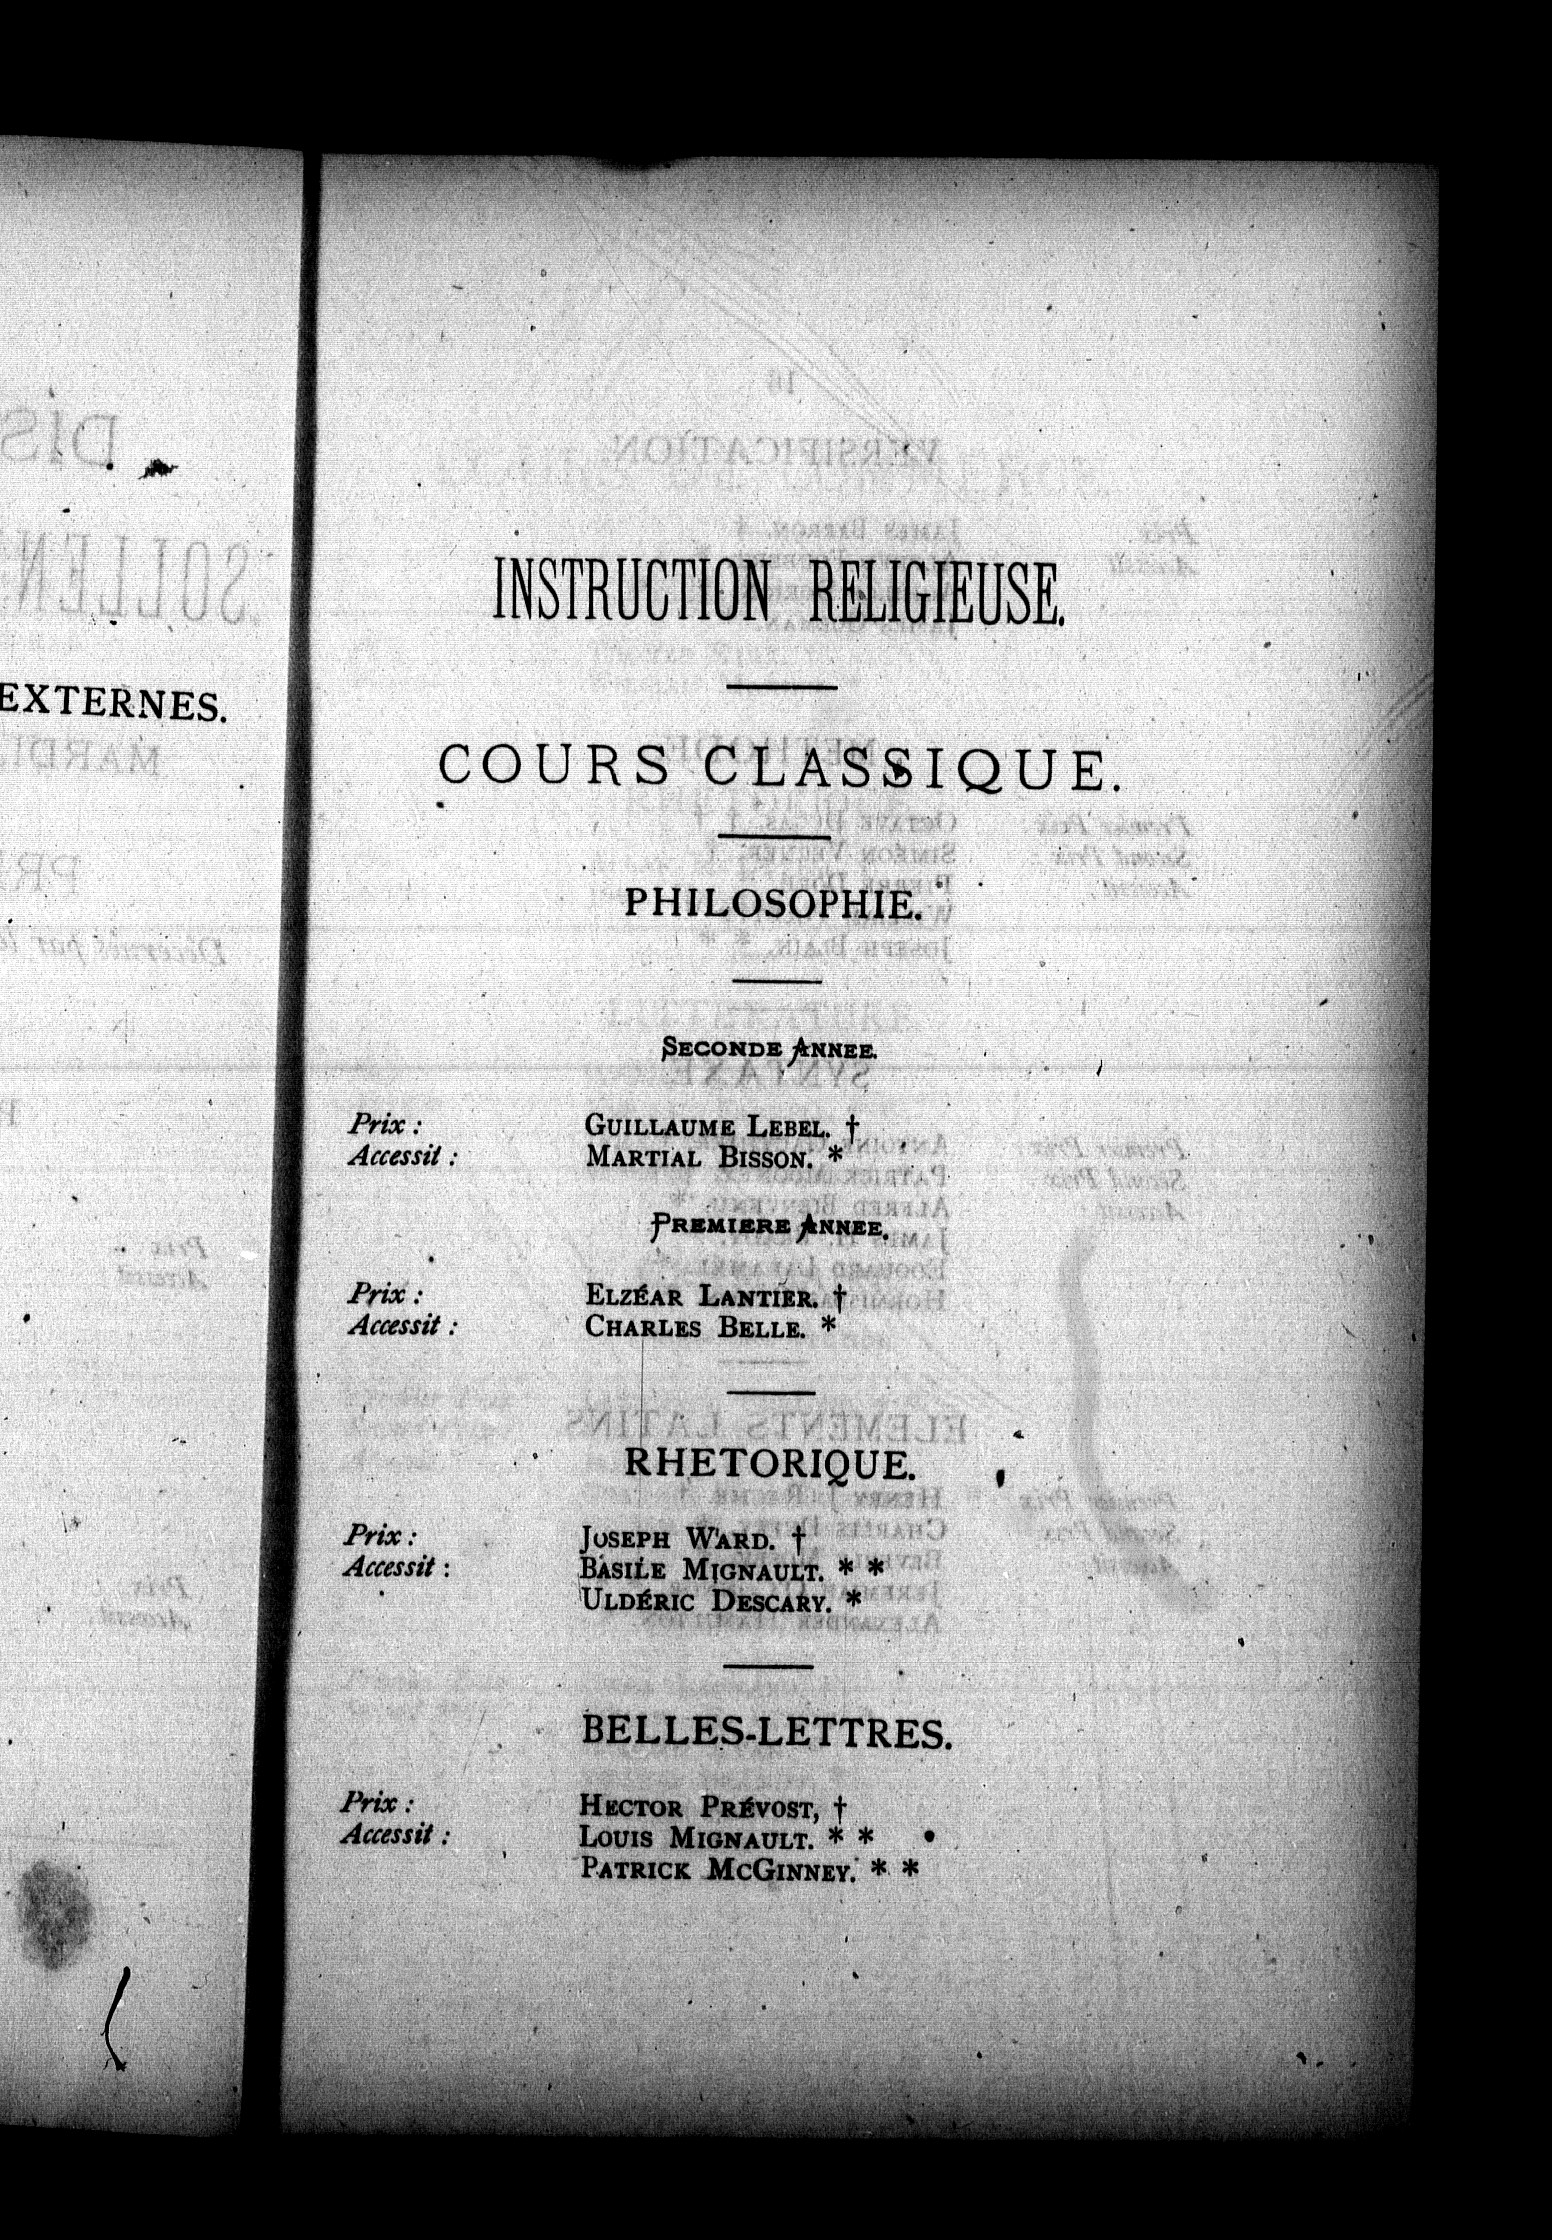 EXTERNES.
INSTRUCTION RELIGIEUSE.
COURS CLASSIQUE.
PHILOSOPHIE.
SECONDE ANNEE.
Prix : GUILLAUME LEBEL. †
Accessit : MARTIAL BISSON. *
PREMIERE ANNEE.
Prix : ELZÉAR LANTIER. †
Accessit : CHARLES BELLE. *
RHETORIQUE.
Prix : JOSEPH WARD. †
Accessit : BASILE MIGNAULT. * *
ULDÉRIC DESCARY. *
BELLES-LETTRES.
Prix : HECTOR PRÉVOST, †
Accessit : LOUIS MIGNAULT. * *
PATRICK MCGINNEY. * *